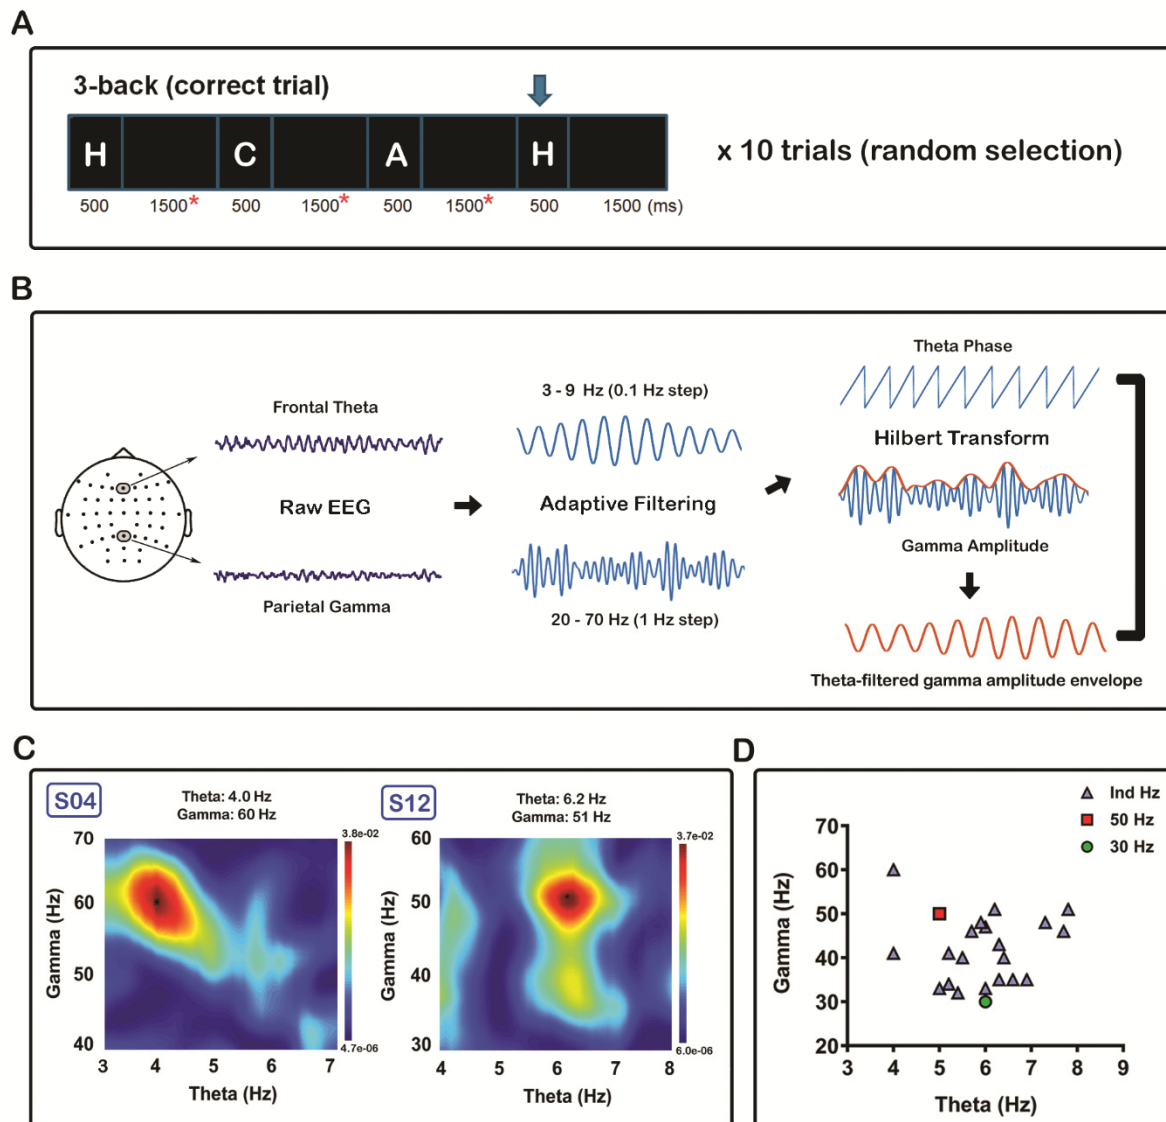 A
3-back (correct trial)
H C A H
x 10 trials (random selection)
500 1500* 500 1500* 500 1500* 500 1500 (ms)
B
Frontal Theta
Raw EEG
Parietal Gamma
3 - 9 Hz (0.1 Hz step)
Adaptive Filtering
20 - 70 Hz (1 Hz step)
Theta Phase
Hilbert Transform
Gamma Amplitude
Theta-filtered gamma amplitude envelope
C
S04
Theta: 4.0 Hz
Gamma: 60 Hz
3.8e-02
70
60
50
40
Gamma (Hz)
4.7e-06
3 4 5 6 7
Theta (Hz)
S12
Theta: 6.2 Hz
Gamma: 51 Hz
3.7e-02
60
50
40
30
Gamma (Hz)
6.0e-06
4 5 6 7 8
Theta (Hz)
D
Ind Hz
50 Hz
30 Hz
70
60
50
40
30
20
Gamma (Hz)
3 4 5 6 7 8 9
Theta (Hz)